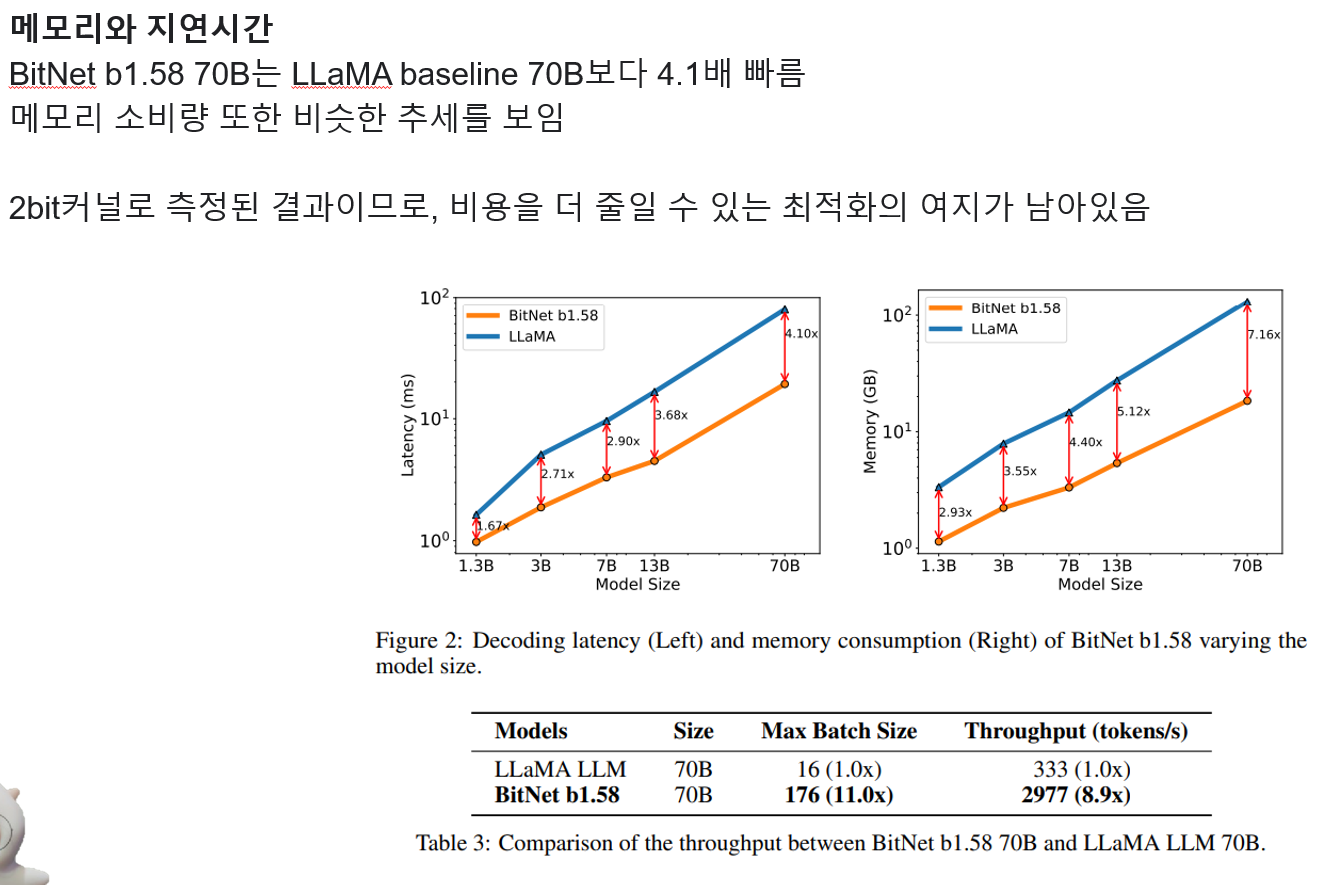 메모리와 지연시간
BitNet b1.58 70B는 LLaMA baseline 70B보다 4.1배 빠름
메모리 소비량 또한 비슷한 추세를 보임
2bit커널로 측정된 결과이므로, 비용을 더 줄일 수 있는 최적화의 여지가 남아있음
10²
10¹
10⁰
Latency (ms)
BitNet b1.58
LLaMA
1.67x
2.71x
2.90x
3.68x
4.10x
1.3B 3B 7B 13B 70B
Model Size
10²
10¹
10⁰
Memory (GB)
BitNet b1.58
LLaMA
2.93x
3.55x
4.40x
5.12x
7.16x
1.3B 3B 7B 13B 70B
Model Size
Figure 2: Decoding latency (Left) and memory consumption (Right) of BitNet b1.58 varying the
model size.
Models Size Max Batch Size Throughput (tokens/s)
LLaMA LLM 70B 16 (1.0x) 333 (1.0x)
BitNet b1.58 70B 176 (11.0x) 2977 (8.9x)
Table 3: Comparison of the throughput between BitNet b1.58 70B and LLaMA LLM 70B.